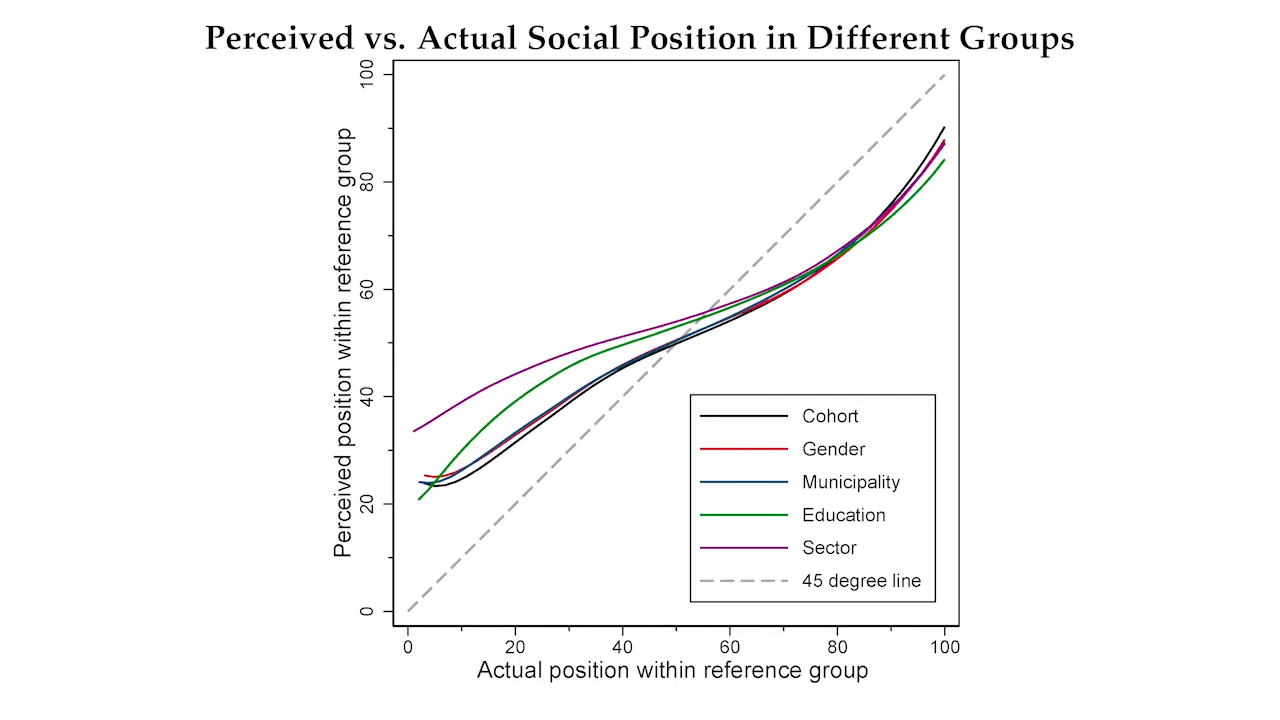 Perceived vs. Actual Social Position in Different Groups
Perceived position within reference group
100
80
60
40
20
0
Cohort
Gender
Municipality
Education
Sector
45 degree line
0 20 40 60 80 100
Actual position within reference group